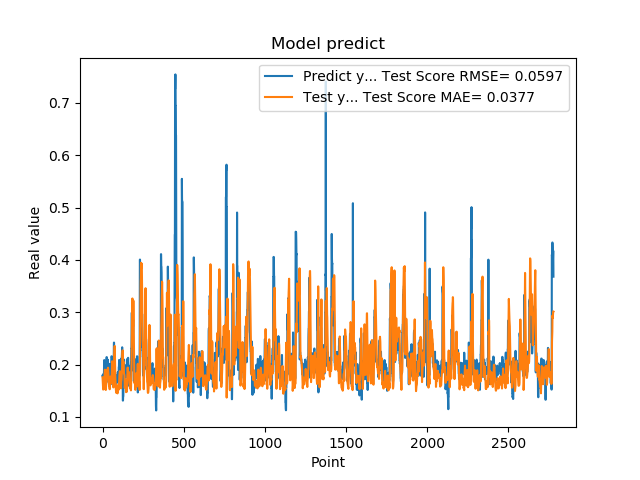 Model predict
Predict y... Test Score RMSE= 0.0597
Test y... Test Score MAE= 0.0377
Real value
0.7
0.6
0.5
0.4
0.3
0.2
0.1
0 500 1000 1500 2000 2500
Point